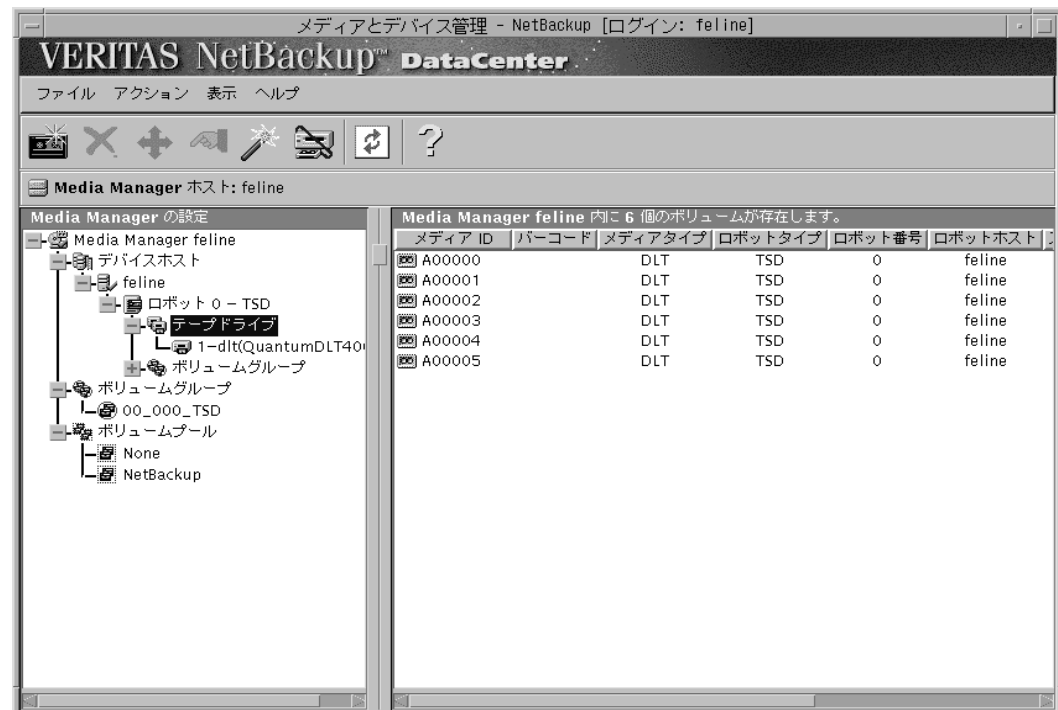 メディアとデバイス管理 - NetBackup [ログイン: feline]
VERITAS NetBackup™ DataCenter
ファイル アクション 表示 ヘルプ
Media Manager ホスト: feline
Media Manager の設定
Media Manager feline
デバイスホスト
feline
ロボット 0 - TSD
テープドライブ
1-dlt(QuantumDLT40
ボリュームグループ
ボリュームグループ
00_000_TSD
ボリュームプール
None
NetBackup
Media Manager feline 内に 6 個のボリュームが存在します。
メディア ID バーコード メディアタイプ ロボットタイプ ロボット番号 ロボットホスト
A00000 DLT TSD 0 feline
A00001 DLT TSD 0 feline
A00002 DLT TSD 0 feline
A00003 DLT TSD 0 feline
A00004 DLT TSD 0 feline
A00005 DLT TSD 0 feline